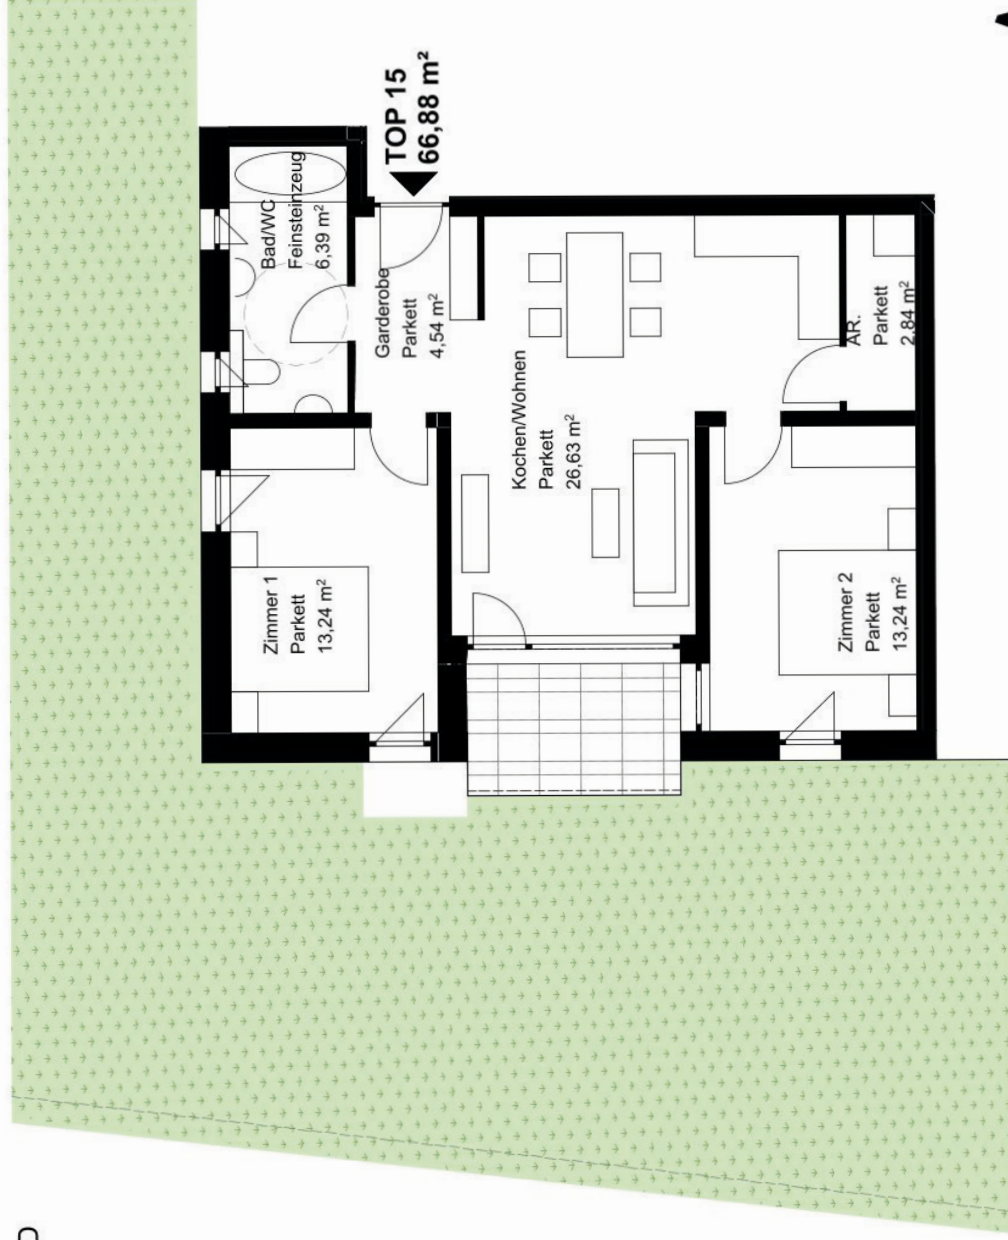 TOP 15
66,88 m²
Bad/WC
Feinsteinzeug
6,39 m²
Garderobe
Parkett
4,54 m²
Kochen/Wohnen
Parkett
26,63 m²
AR.
Parkett
2,84 m²
Zimmer 1
Parkett
13,24 m²
Zimmer 2
Parkett
13,24 m²